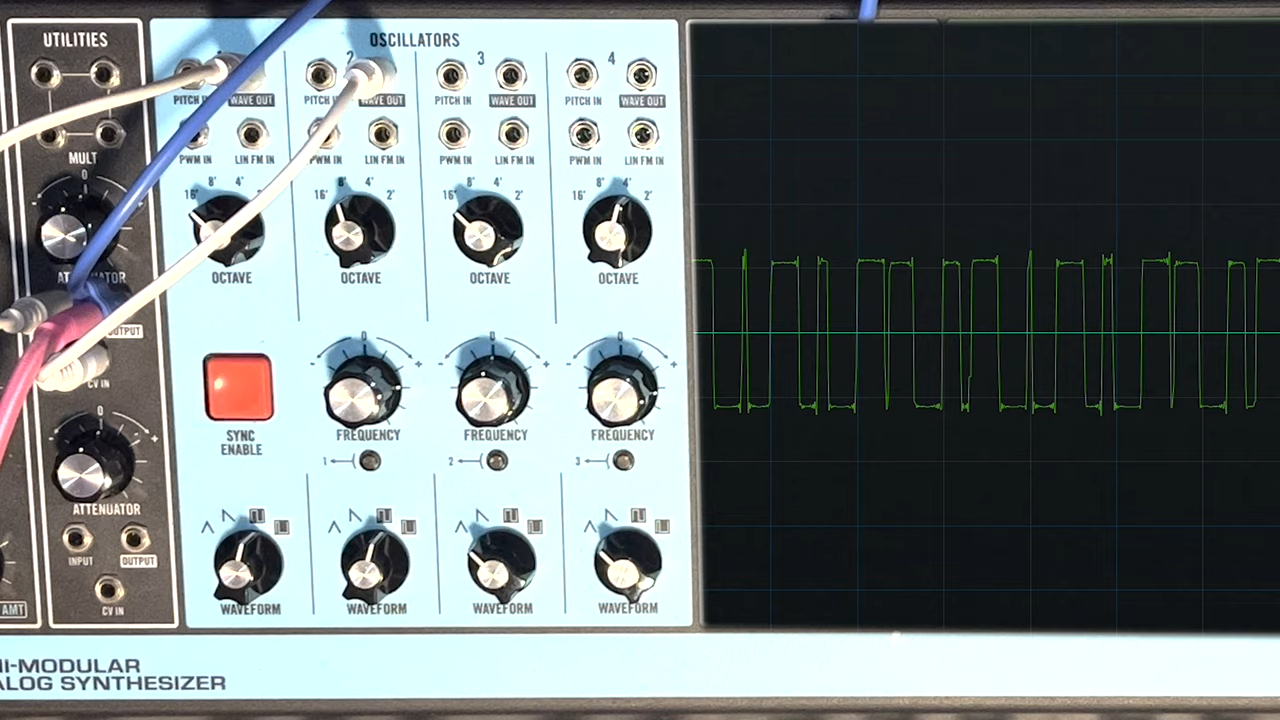 UTILITIES
MULT
0
OUTPUT
CV IN
0
ATTENUATOR
INPUT
OUTPUT
CV IN
AMT
OSCILLATORS
2
3
4
PITCH
WAVE OUT
PITCH
WAVE OUT
PITCH IN
WAVE OUT
PITCH IN
WAVE OUT
PWM IN
LIN FM IN
PWM IN
LIN FM IN
PWM IN
LIN FM IN
PWM IN
LIN FM IN
16' 8' 4'
16' 8' 4' 2'
16' 8' 4' 2'
16' 8' 4' 2'
OCTAVE
OCTAVE
OCTAVE
OCTAVE
- 0 +
- 0 +
- 0 +
SYNC
ENABLE
FREQUENCY
FREQUENCY
FREQUENCY
1
2
3
WAVEFORM
WAVEFORM
WAVEFORM
WAVEFORM
I-MODULAR
ALOG SYNTHESIZER